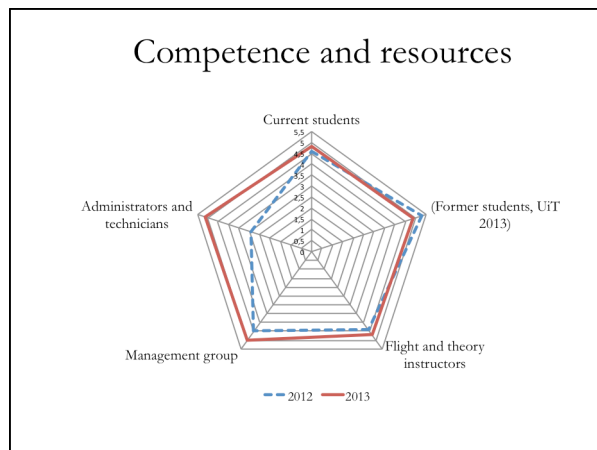 Competence and resources
Current students
5,5
5
4,5
4
3,5
3
2,5
2
1,5
1
0,5
0
(Former students, UiT
2013)
Flight and theory
instructors
Management group
Administrators and
technicians
2012
2013